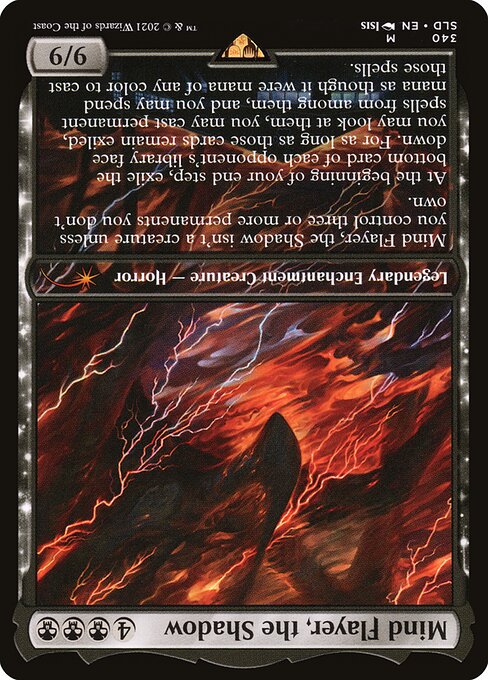 Mind Flayer, the Shadow
4
Legendary Enchantment Creature — Horror
Mind Flayer, the Shadow isn't a creature unless
you control three or more permanents you don't
own.
At the beginning of your end step, exile the
bottom card of each opponent's library face
down. For as long as those cards remain exiled,
you may look at them, you may cast permanent
spells from among them, and you may spend
mana as though it were mana of any color to cast
those spells.
9/9
340 M
SLD • EN Isis
™ & © 2021 Wizards of the Coast